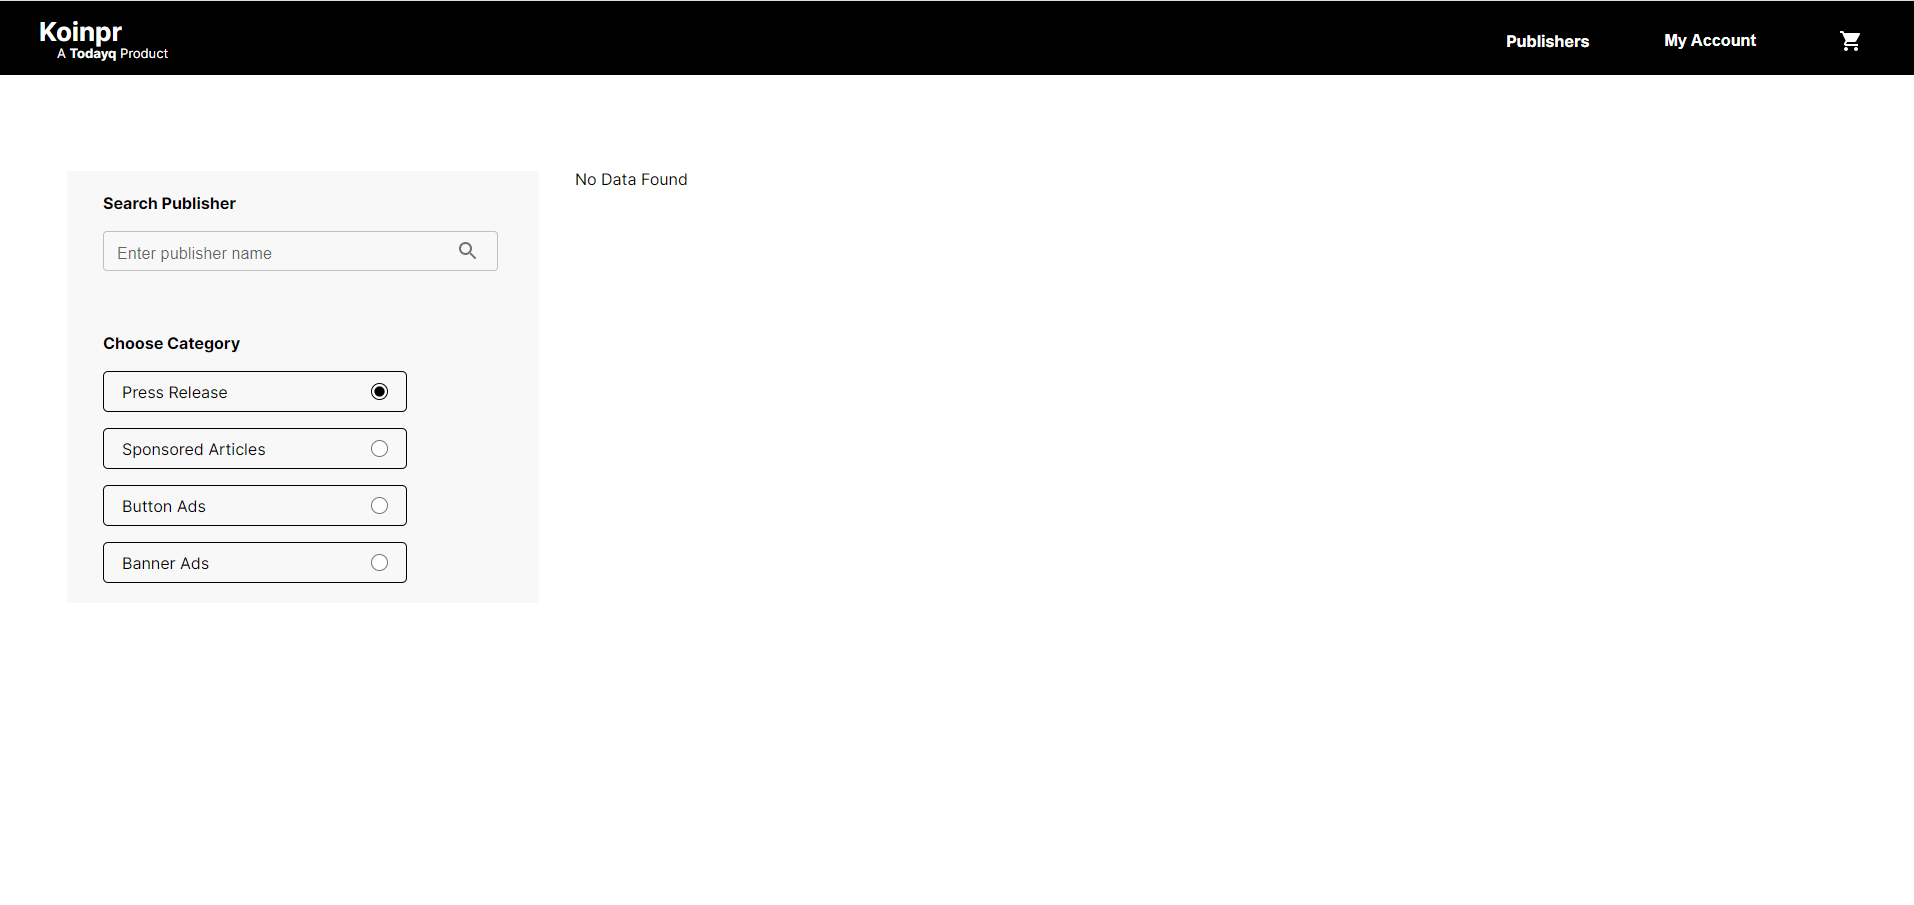 Koinpr
A Todayq Product
Publishers
My Account
Search Publisher
Enter publisher name
Choose Category
Press Release
Sponsored Articles
Button Ads
Banner Ads
No Data Found